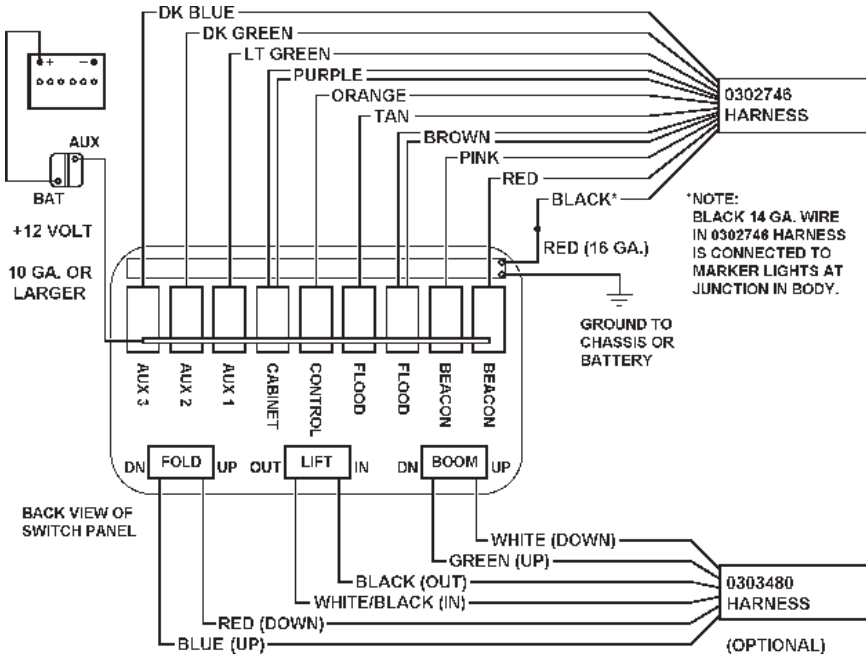 DK BLUE
DK GREEN
LT GREEN
PURPLE
ORANGE
TAN
BROWN
PINK
RED
BLACK*
RED (16 GA.)
0302746
HARNESS
*NOTE:
BLACK 14 GA. WIRE
IN 0302746 HARNESS
IS CONNECTED TO
MARKER LIGHTS AT
JUNCTION IN BODY.
+ -
AUX
BAT
+12 VOLT
10 GA. OR
LARGER
GROUND TO
CHASSIS OR
BATTERY
AUX 3
AUX 2
AUX 1
CABINET
CONTROL
FLOOD
FLOOD
BEACON
BEACON
DN FOLD UP
OUT LIFT IN
DN BOOM UP
BACK VIEW OF
SWITCH PANEL
WHITE (DOWN)
GREEN (UP)
BLACK (OUT)
WHITE/BLACK (IN)
RED (DOWN)
BLUE (UP)
0303480
HARNESS
(OPTIONAL)